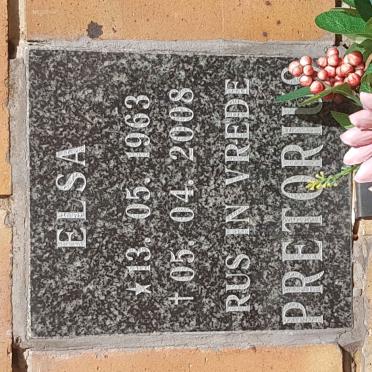 ELSA
★13. 05. 1963
†05. 04. 2008
RUS IN VREDE
PRETORIUS